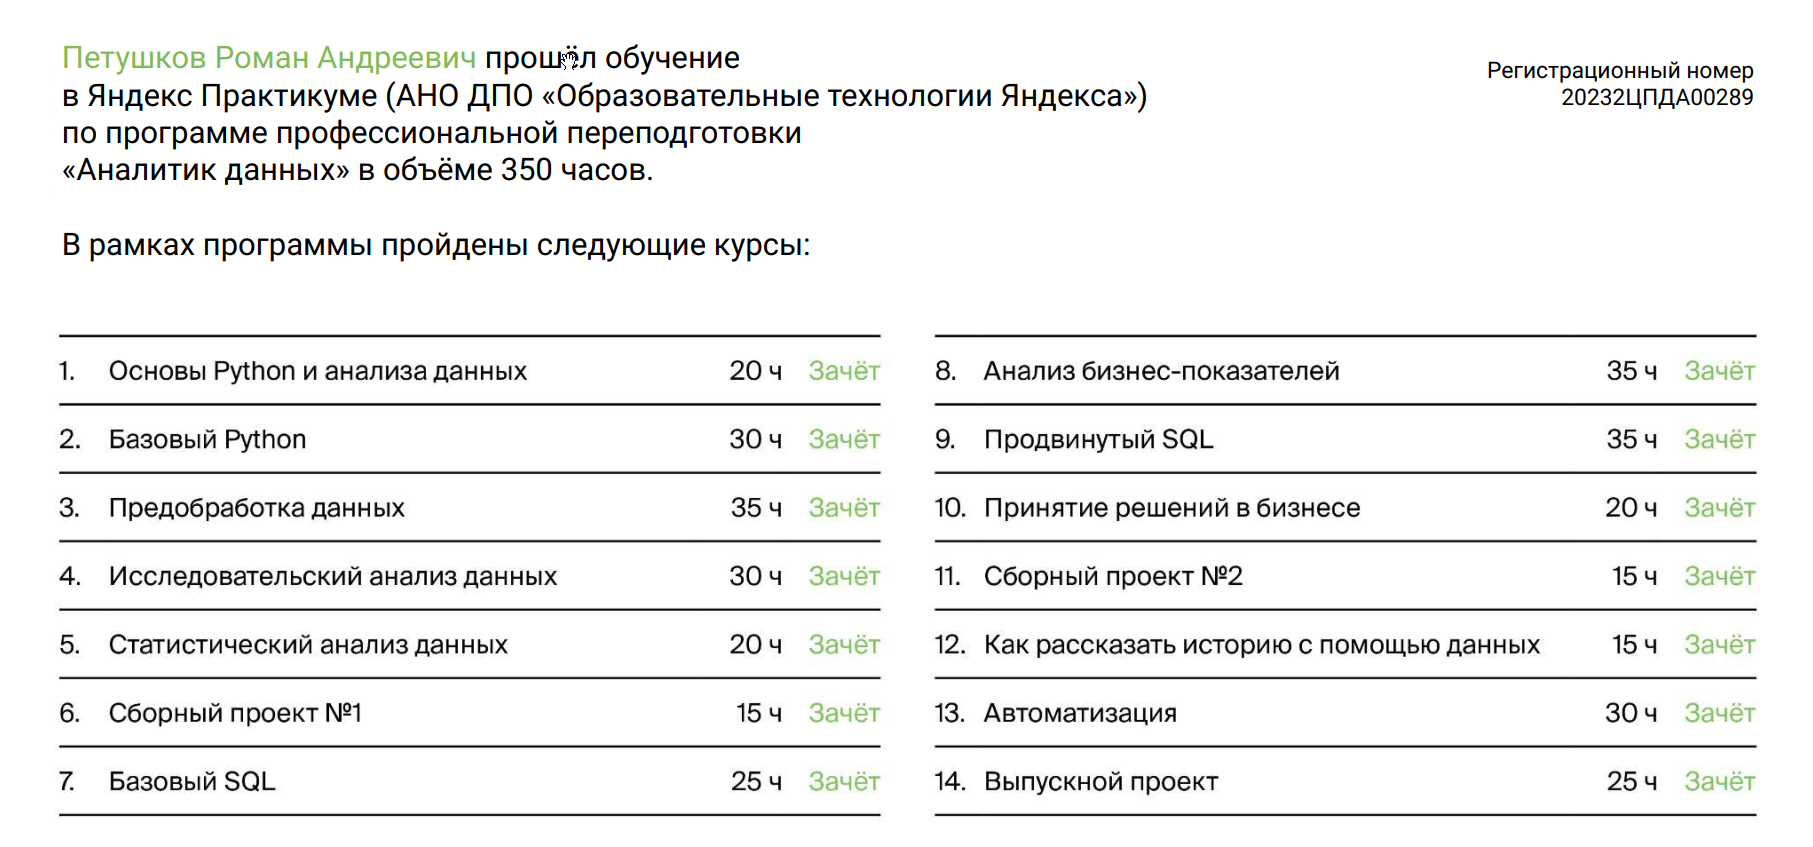 Петушков Роман Андреевич прошёл обучение
в Яндекс Практикуме (АНО ДПО «Образовательные технологии Яндекса»)
по программе профессиональной переподготовки
«Аналитик данных» в объёме 350 часов.
Регистрационный номер
20232ЦПДА00289
В рамках программы пройдены следующие курсы:
1. Основы Python и анализа данных 20 ч Зачёт
2. Базовый Python 30 ч Зачёт
3. Предобработка данных 35 ч Зачёт
4. Исследовательский анализ данных 30 ч Зачёт
5. Статистический анализ данных 20 ч Зачёт
6. Сборный проект №1 15 ч Зачёт
7. Базовый SQL 25 ч Зачёт
8. Анализ бизнес-показателей 35 ч Зачёт
9. Продвинутый SQL 35 ч Зачёт
10. Принятие решений в бизнесе 20 ч Зачёт
11. Сборный проект №2 15 ч Зачёт
12. Как рассказать историю с помощью данных 15 ч Зачёт
13. Автоматизация 30 ч Зачёт
14. Выпускной проект 25 ч Зачёт